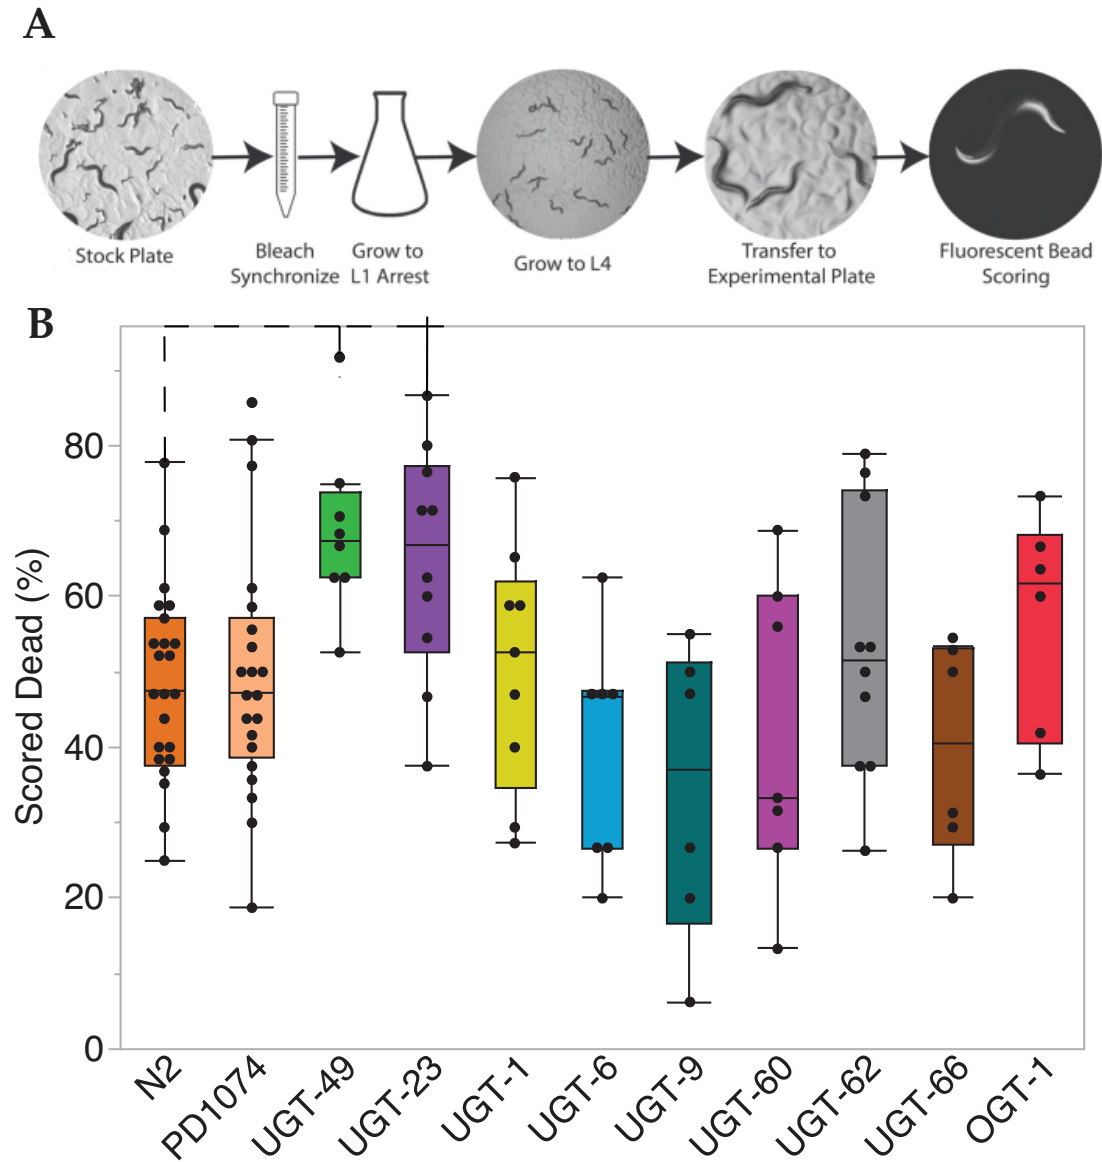 A
Stock Plate
Bleach
Synchronize
Grow to
L1 Arrest
Grow to L4
Transfer to
Experimental Plate
Fluorescent Bead
Scoring
B
Scored Dead (%)
80
60
40
20
0
N2
PD1074
UGT-49
UGT-23
UGT-1
UGT-6
UGT-9
UGT-60
UGT-62
UGT-66
OGT-1